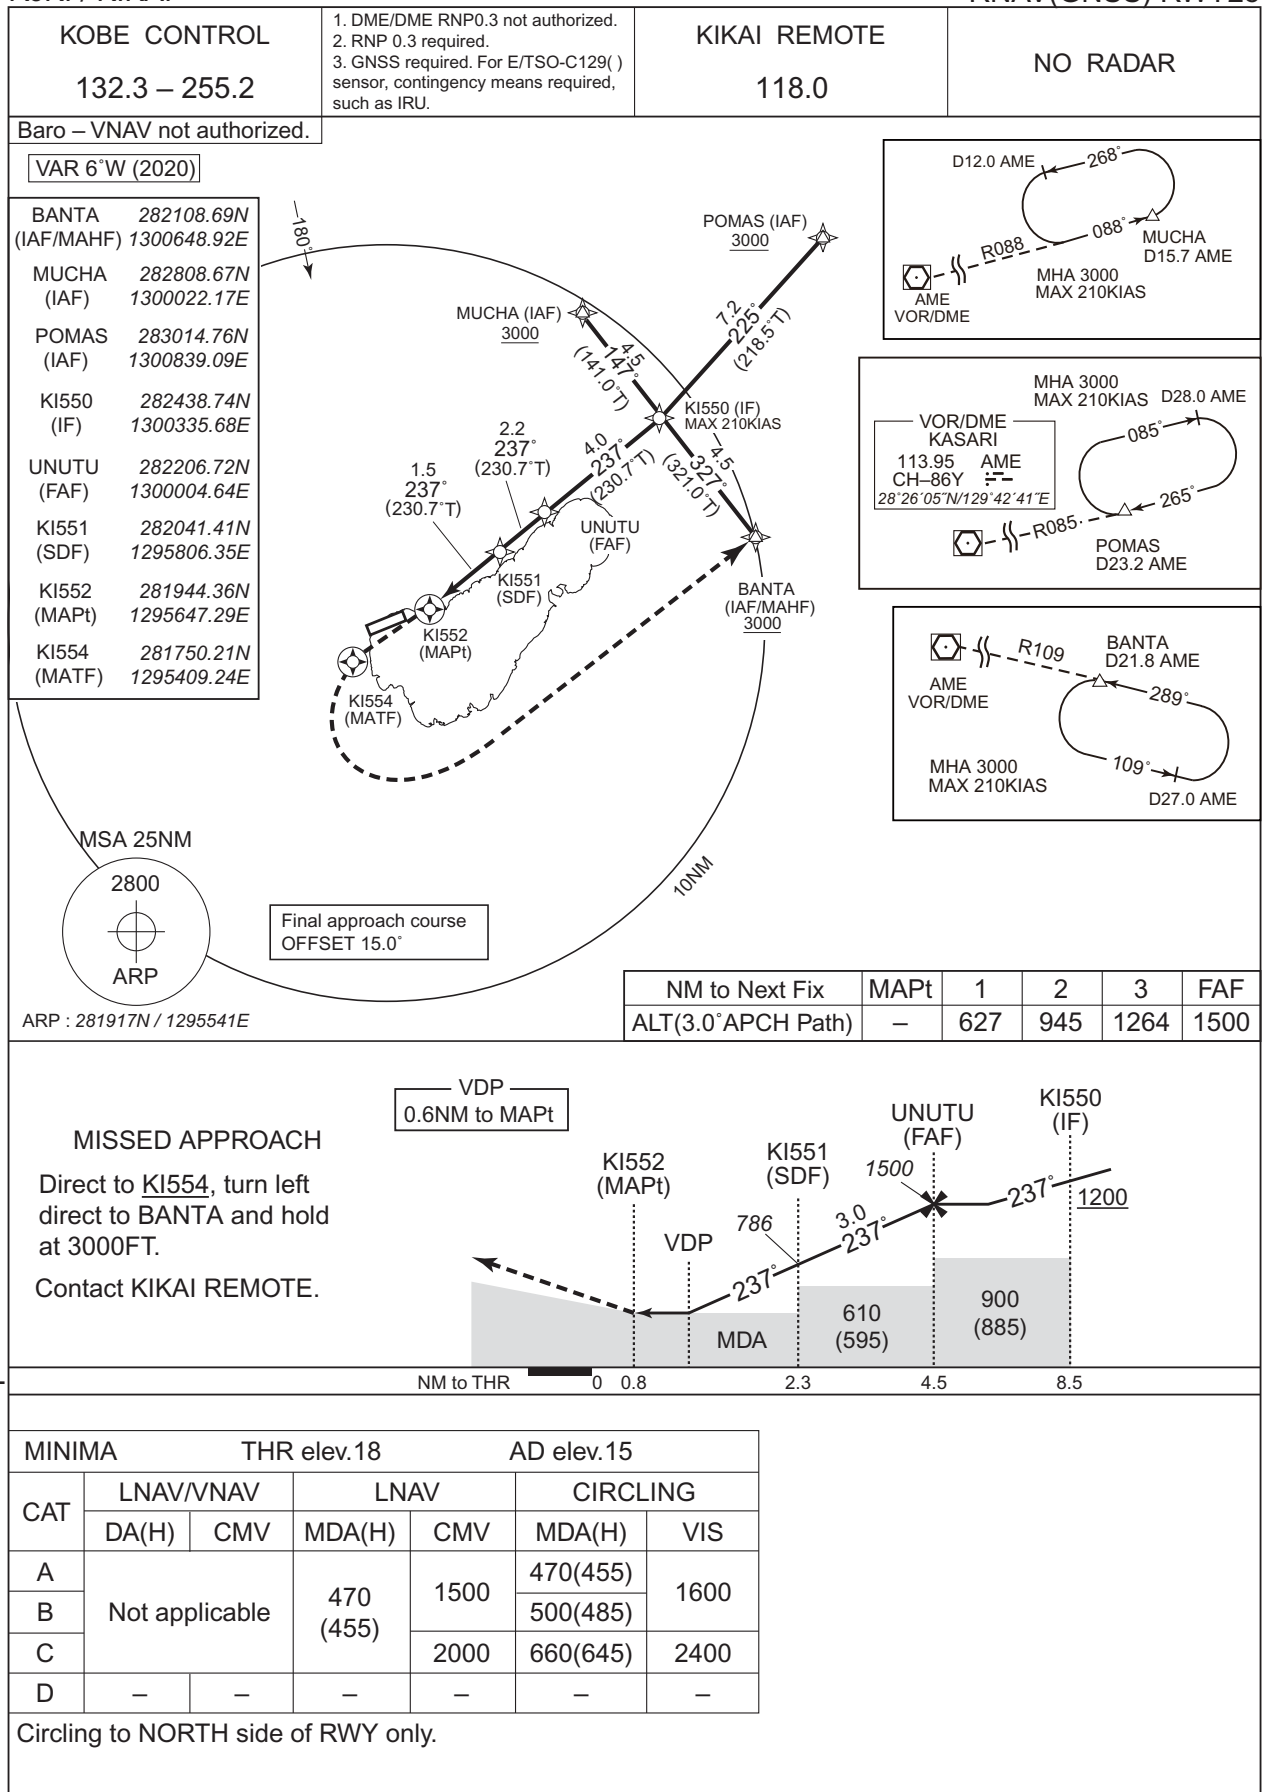 KOBE CONTROL
132.3 – 255.2
1. DME/DME RNP0.3 not authorized.
2. RNP 0.3 required.
3. GNSS required. For E/TSO-C129( )
sensor, contingency means required,
such as IRU.
KIKAI REMOTE
118.0
NO RADAR
Baro – VNAV not authorized.
VAR 6˚W (2020)
BANTA 282108.69N
(IAF/MAHF) 1300648.92E
MUCHA 282808.67N
(IAF) 1300022.17E
POMAS 283014.76N
(IAF) 1300839.09E
KI550 282438.74N
(IF) 1300335.68E
UNUTU 282206.72N
(FAF) 1300004.64E
KI551 282041.41N
(SDF) 1295806.35E
KI552 281944.36N
(MAPt) 1295647.29E
KI554 281750.21N
(MATF) 1295409.24E
180˚
POMAS (IAF)
3000
MUCHA (IAF)
3000
7.2
225˚
(218.5˚T)
4.5
147˚
(141.0˚T)
KI550 (IF)
MAX 210KIAS
4.0
237˚
(230.7˚T)
4.5
327˚
(321.0˚T)
2.2
237˚
(230.7˚T)
1.5
237˚
(230.7˚T)
UNUTU
(FAF)
KI551
(SDF)
KI552
(MAPt)
KI554
(MATF)
BANTA
(IAF/MAHF)
3000
10NM
D12.0 AME
268˚
088˚
R088
MUCHA
D15.7 AME
AME
VOR/DME
MHA 3000
MAX 210KIAS
MHA 3000
MAX 210KIAS
D28.0 AME
085˚
265˚
VOR/DME
KASARI
113.95 AME
CH–86Y
28˚26´05˝N/129˚42´41˝E
R085
POMAS
D23.2 AME
R109
BANTA
D21.8 AME
AME
VOR/DME
289˚
109˚
MHA 3000
MAX 210KIAS
D27.0 AME
MSA 25NM
2800
ARP
ARP : 281917N / 1295541E
Final approach course
OFFSET 15.0˚
NM to Next Fix MAPt 1 2 3 FAF
ALT(3.0˚APCH Path) – 627 945 1264 1500
MISSED APPROACH
Direct to KI554, turn left
direct to BANTA and hold
at 3000FT.
Contact KIKAI REMOTE.
VDP
0.6NM to MAPt
KI552
(MAPt)
VDP
KI551
(SDF)
UNUTU
(FAF)
KI550
(IF)
786
1500
3.0
237˚
237˚
237˚
1200
MDA
610
(595)
900
(885)
NM to THR 0 0.8 2.3 4.5 8.5
MINIMA THR elev.18 AD elev.15
CAT LNAV/VNAV LNAV CIRCLING
DA(H) CMV MDA(H) CMV MDA(H) VIS
A Not applicable 470 (455) 1500 470(455) 1600
B 500(485)
C 2000 660(645) 2400
D – – – – – –
Circling to NORTH side of RWY only.